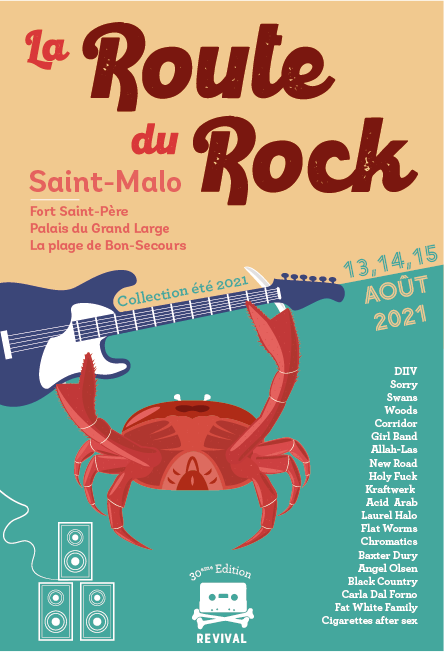 La Route
du Rock
Saint-Malo
Fort Saint-Père
Palais du Grand Large
La plage de Bon-Secours
Collection été 2021
13,14,15
AOÛT
2021
DIIV
Sorry
Swans
Woods
Corridor
Girl Band
Allah-Las
New Road
Holy Fuck
Kraftwerk
Acid Arab
Laurel Halo
Flat Worms
Chromatics
Baxter Dury
Angel Olsen
Black Country
Carla Dal Forno
Fat White Family
Cigarettes after sex
30ème Edition
REVIVAL